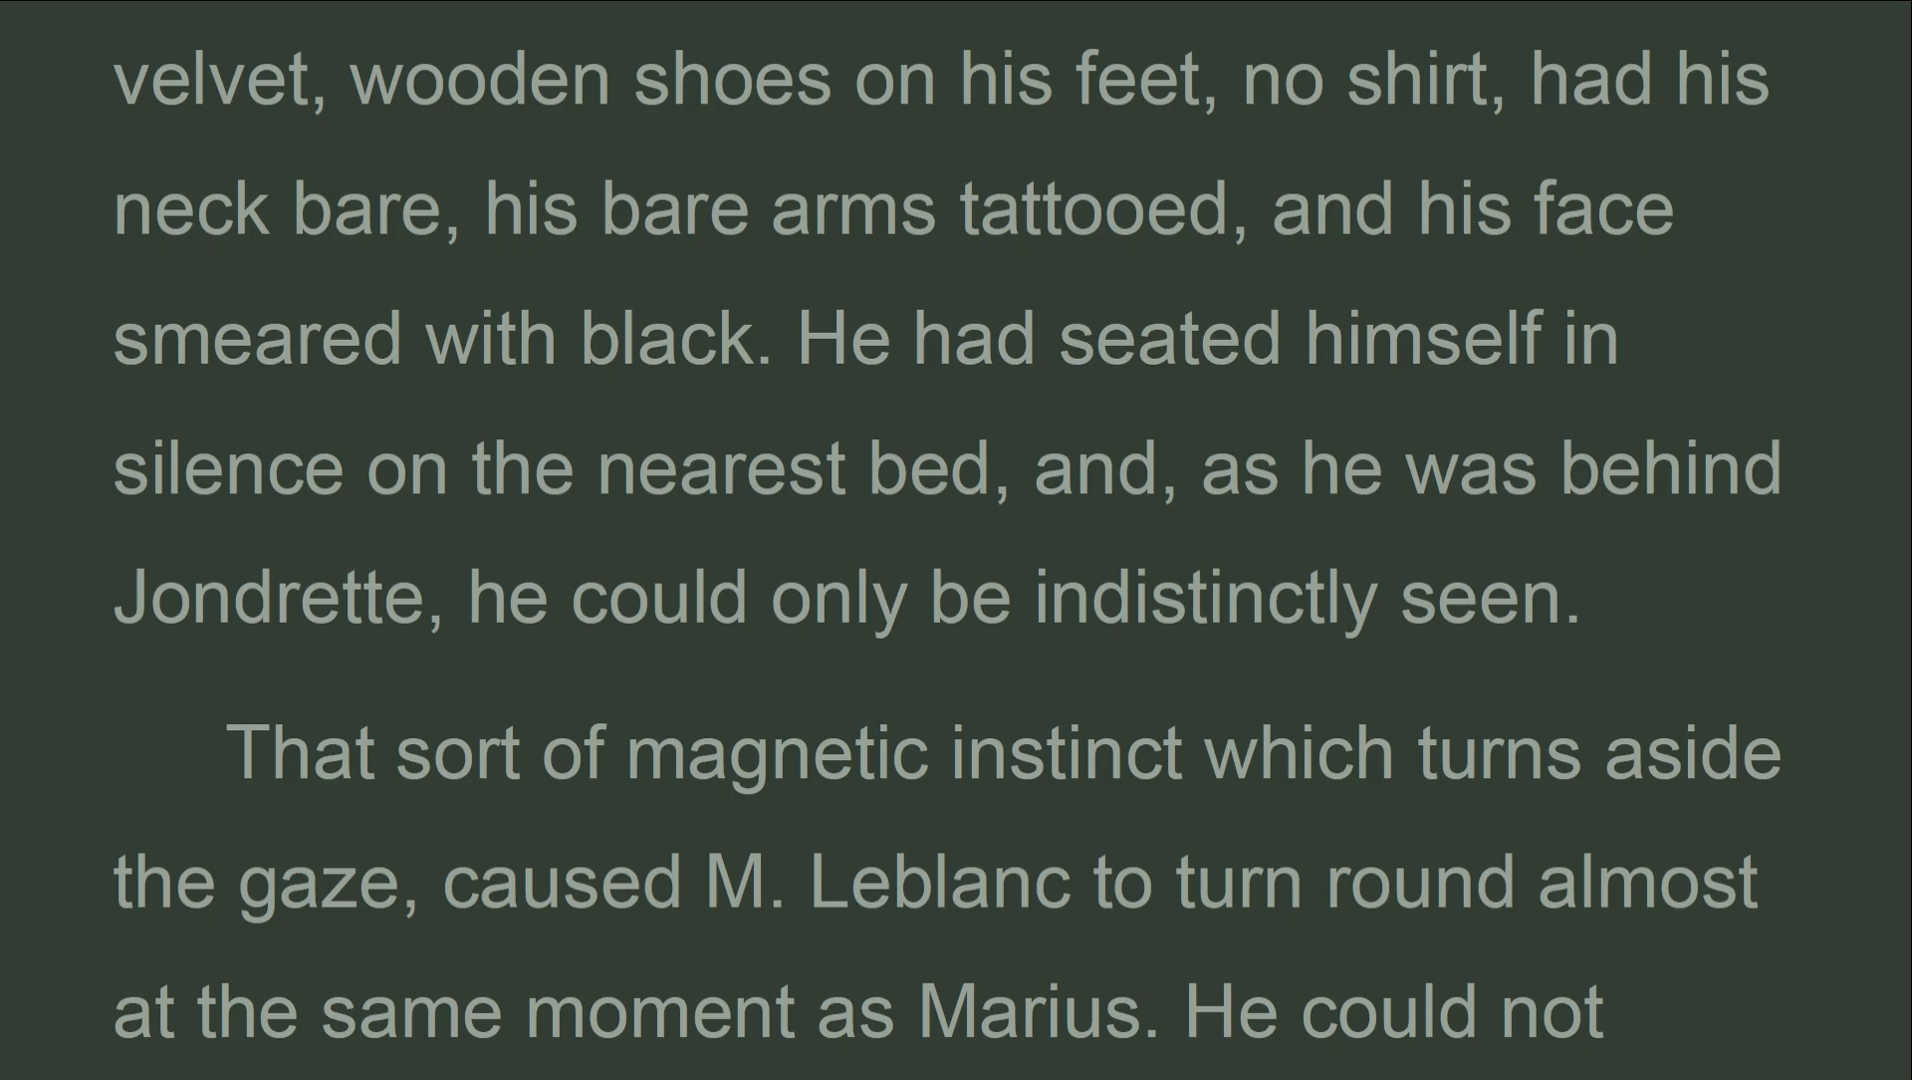 velvet, wooden shoes on his feet, no shirt, had his
neck bare, his bare arms tattooed, and his face
smeared with black. He had seated himself in
silence on the nearest bed, and, as he was behind
Jondrette, he could only be indistinctly seen.
That sort of magnetic instinct which turns aside
the gaze, caused M. Leblanc to turn round almost
at the same moment as Marius. He could not